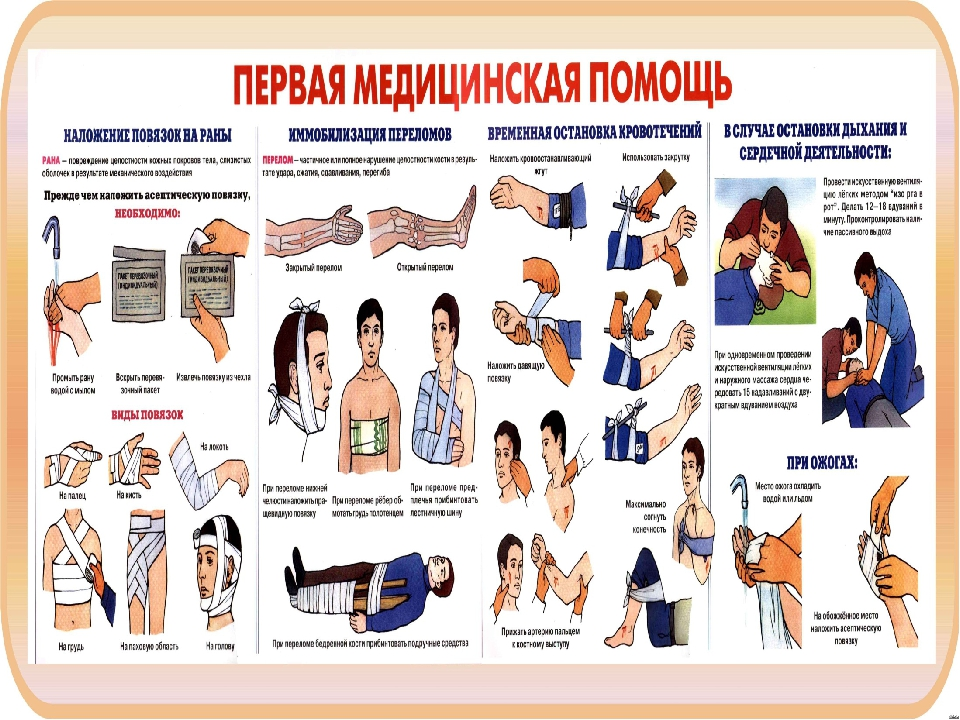 ПЕРВАЯ МЕДИЦИНСКАЯ ПОМОЩЬ
НАЛОЖЕНИЕ ПОВЯЗОК НА РАНЫ
РАНА – повреждение целостности кожных покровов тела, слизистых
оболочек в результате механического воздействия
Прежде чем наложить асептическую повязку,
НЕОБХОДИМО:
ПАКЕТ ПЕРЕВЯЗОЧНЫЙ
(ИНДИВИДУАЛЬНЫЙ)
ПАКЕТ ПЕРЕВЯЗОЧНЫЙ
(ИНДИВИДУАЛЬНЫЙ)
Промыть рану
водой с мылом
Вскрыть перевя-
зочный пакет
Извлечь повязку из чехла
ВИДЫ ПОВЯЗОК
На локоть
На палец
На кисть
На грудь
На паховую область
На голову
ИММОБИЛИЗАЦИЯ ПЕРЕЛОМОВ
ПЕРЕЛОМ – частичное или полное нарушение целостности кости в резуль-
тате удара, сжатия, сдавливания, перегиба
Закрытый перелом
Открытый перелом
При переломе нижней
челюсти наложить пра-
щевидную повязку
При переломе рёбер об-
мотать грудь полотенцем
При переломе пред-
плечья прибинтовать
лестничную шину
При переломе бедренной кости прибинтовать подручные средства
ВРЕМЕННАЯ ОСТАНОВКА КРОВОТЕЧЕНИЙ
Наложить кровоостанавливающий
жгут
Использовать закрутку
Наложить давящую
повязку
Максимально
согнуть
конечность
Прижать артерию пальцем
к костному выступу
В СЛУЧАЕ ОСТАНОВКИ ДЫХАНИЯ И
СЕРДЕЧНОЙ ДЕЯТЕЛЬНОСТИ:
Провести искусственную вентиля-
цию лёгких методом "изо рта в
рот". Делать 12–18 вдуваний в
минуту. Проконтролировать нали-
чие пассивного выдоха
При одновременном проведении
искусственной вентиляции лёгких
и наружного массажа сердца че-
редовать 15 надавливаний с дву-
кратным вдуванием воздуха
ПРИ ОЖОГАХ:
Место ожога охладить
водой или льдом
На обожжённое место
наложить асептическую
повязку